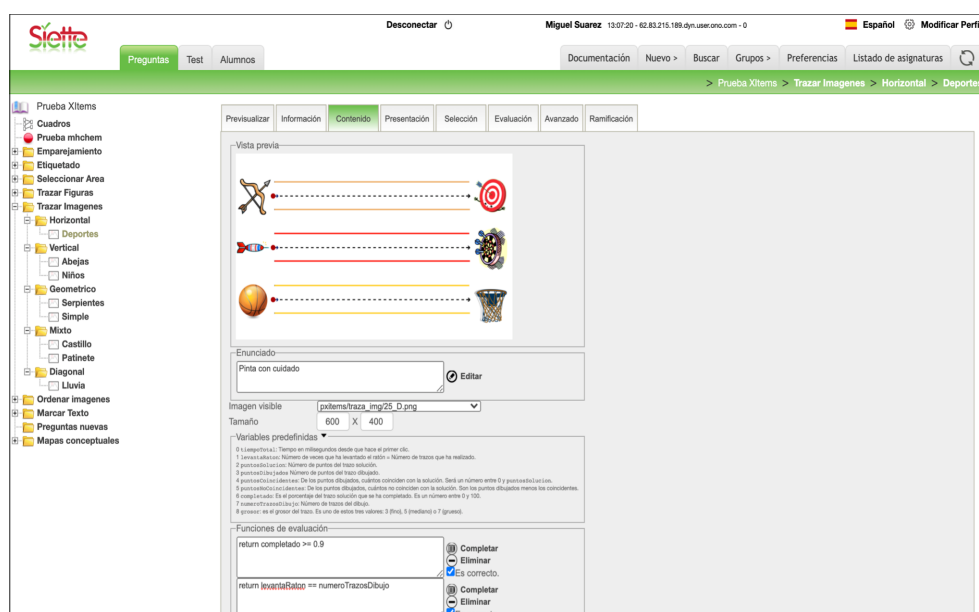 Siette
Desconectar
Miguel Suarez 13:07:20 - 62.83.215.189.dyn.user.ono.com - 0
Español
Modificar Perfi
Preguntas
Test
Alumnos
Documentación
Nuevo >
Buscar
Grupos >
Preferencias
Listado de asignaturas
> Prueba XItems > Trazar Imagenes > Horizontal > Deportes
Prueba XItems
Cuadros
Prueba mhchem
Emparejamiento
Etiquetado
Seleccionar Area
Trazar Figuras
Trazar Imagenes
Horizontal
Deportes
Vertical
Abejas
Niños
Geometrico
Serpientes
Simple
Mixto
Castillo
Patinete
Diagonal
Lluvia
Ordenar imagenes
Marcar Texto
Preguntas nuevas
Mapas conceptuales
Previsualizar
Información
Contenido
Presentación
Selección
Evaluación
Avanzado
Ramificación
Vista previa
Enunciado
Pinta con cuidado
Editar
Imagen visible
pxitems/traza_img/25_D.png
Tamaño
600 X 400
Variables predefinidas
0 tiempoTotal: Tiempo en milisegundos desde que hace el primer clic.
1 levantaRaton: Número de veces que ha levantado el ratón = Número de trazos que ha realizado.
2 puntosSolucion: Número de puntos del trazo solución.
3 puntosDibujados Número de puntos del trazo dibujado.
4 puntosCoincidentes: De los puntos dibujados, cuántos coinciden con la solución. Será un número entre 0 y puntosSolucion.
5 puntosNoCoincidentes: De los puntos dibujados, cuántos no coinciden con la solución. Son los puntos dibujados menos los coincidentes.
6 completado: Es el porcentaje del trazo solución que se ha completado. Es un número entre 0 y 100.
7 numeroTrazosDibujo: Número de trazos del dibujo.
8 grosor: es el grosor del trazo. Es uno de estos tres valores: 3 (fino), 5 (mediano) o 7 (grueso).
Funciones de evaluación
return completado >= 0.9
Completar
Eliminar
Es correcto.
return levantaRaton == numeroTrazosDibujo
Completar
Eliminar